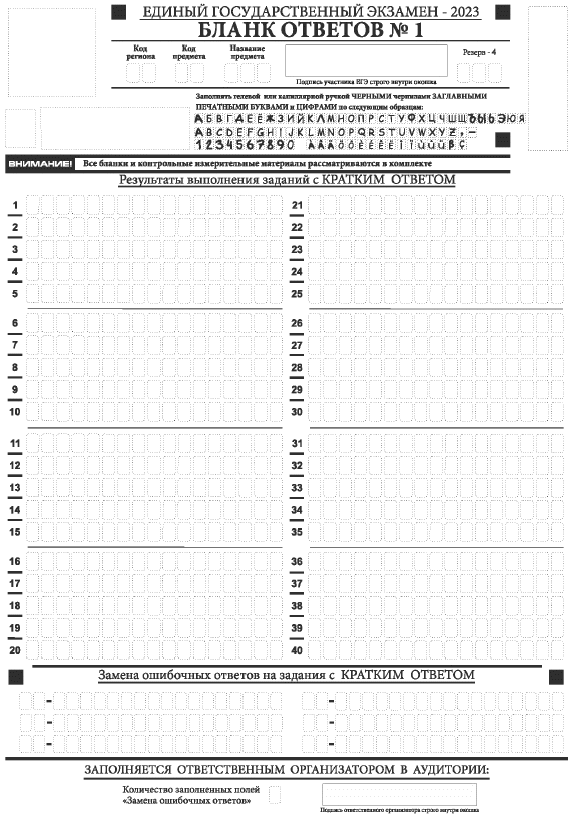 ЕДИНЫЙ ГОСУДАРСТВЕННЫЙ ЭКЗАМЕН - 2023
БЛАНК ОТВЕТОВ № 1
Код региона
Код предмета
Название предмета
Резерв - 4
Подпись участника ЕГЭ строго внутри окошка
Заполнять гелевой или капиллярной ручкой ЧЕРНЫМИ чернилами ЗАГЛАВНЫМИ
ПЕЧАТНЫМИ БУКВАМИ и ЦИФРАМИ по следующим образцам:
АБВГДЕЁЖЗИЙКЛМНОПРСТУФХЦЧШЩЪЫЬЭЮЯ
ABCDEFGHIJKLMNOPQRSTUVWXYZ,-
1234567890
ВНИМАНИЕ!
Все бланки и контрольные измерительные материалы рассматриваются в комплекте
Результаты выполнения заданий с КРАТКИМ ОТВЕТОМ
1 21
2 22
3 23
4 24
5 25
6 26
7 27
8 28
9 29
10 30
11 31
12 32
13 33
14 34
15 35
16 36
17 37
18 38
19 39
20 40
Замена ошибочных ответов на задания с КРАТКИМ ОТВЕТОМ
- -
- -
- -
ЗАПОЛНЯЕТСЯ ОТВЕТСТВЕННЫМ ОРГАНИЗАТОРОМ В АУДИТОРИИ:
Количество заполненных полей
«Замена ошибочных ответов»
Подпись ответственного организатора строго внутри окошка